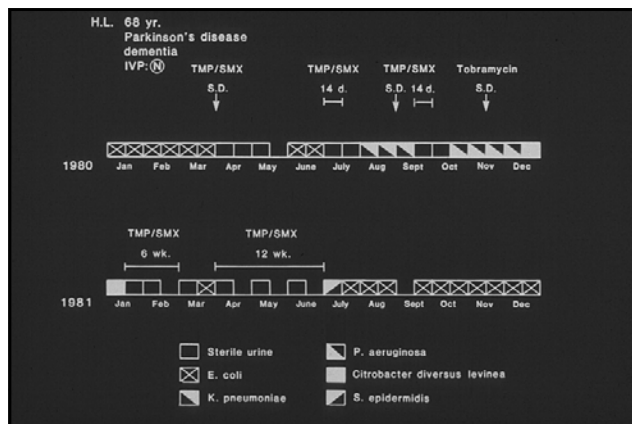 H.L. 68 yr.
Parkinson's disease
dementia
IVP: N
TMP/SMX TMP/SMX TMP/SMX Tobramycin
S.D. 14 d. S.D. 14 d. S.D.
1980 Jan Feb Mar Apr May June July Aug Sept Oct Nov Dec
TMP/SMX TMP/SMX
6 wk. 12 wk.
1981 Jan Feb Mar Apr May June July Aug Sept Oct Nov Dec
Sterile urine P. aeruginosa
E. coli Citrobacter diversus levinea
K. pneumoniae S. epidermidis